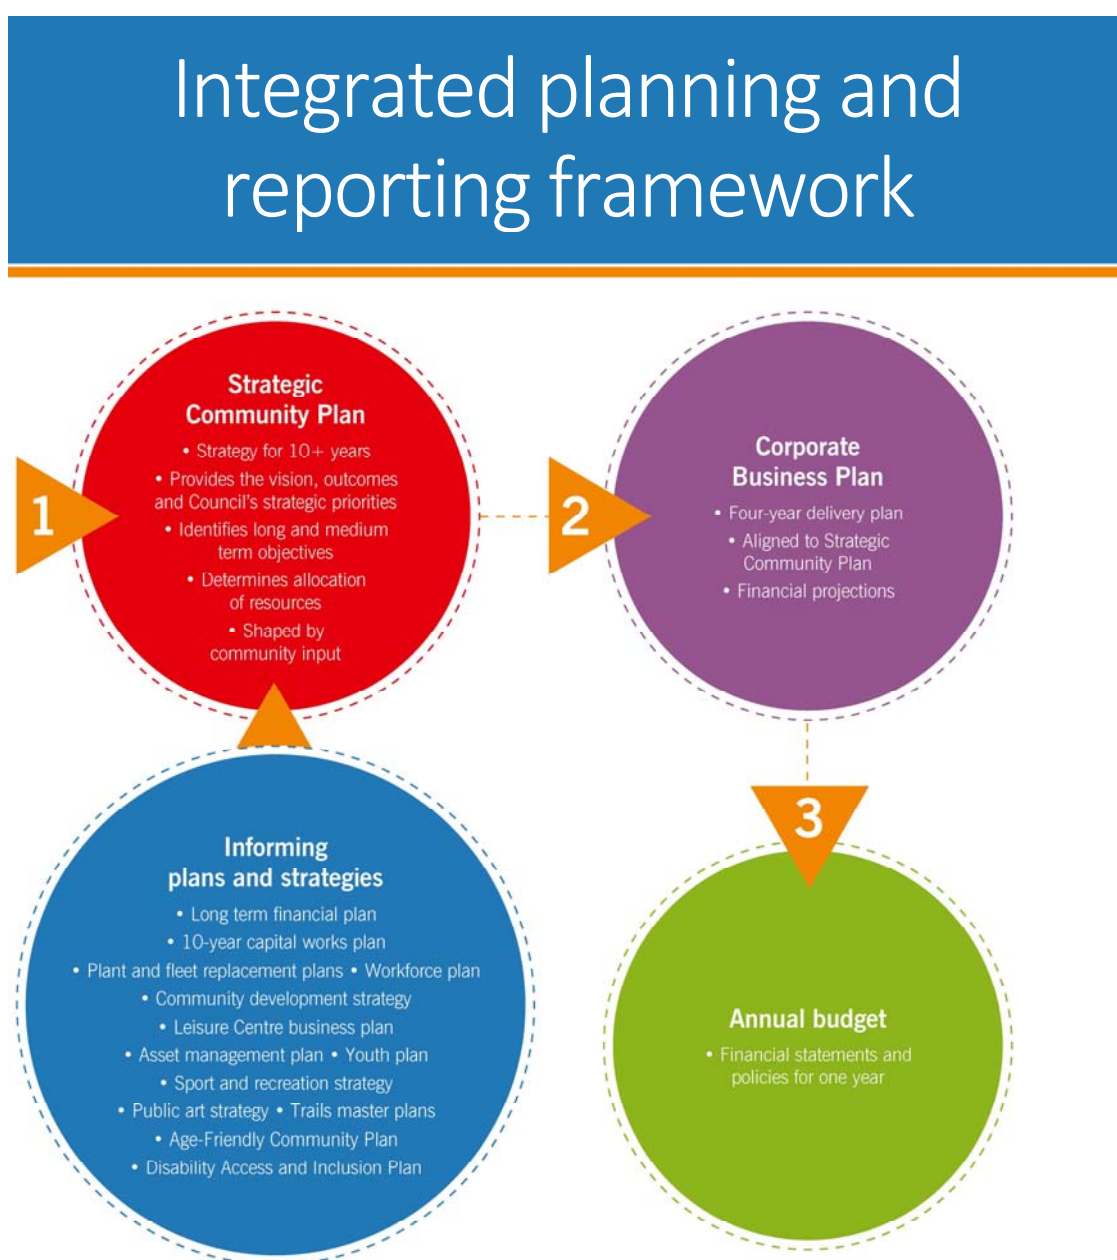 Integrated planning and
reporting framework
1
Strategic
Community Plan
• Strategy for 10+ years
• Provides the vision, outcomes
and Council's strategic priorities
• Identifies long and medium
term objectives
• Determines allocation
of resources
• Shaped by
community input
2
Corporate
Business Plan
• Four-year delivery plan
• Aligned to Strategic
Community Plan
• Financial projections
Informing
plans and strategies
• Long term financial plan
• 10-year capital works plan
• Plant and fleet replacement plans • Workforce plan
• Community development strategy
• Leisure Centre business plan
• Asset management plan • Youth plan
• Sport and recreation strategy
• Public art strategy • Trails master plans
• Age-Friendly Community Plan
• Disability Access and Inclusion Plan
3
Annual budget
• Financial statements and
policies for one year